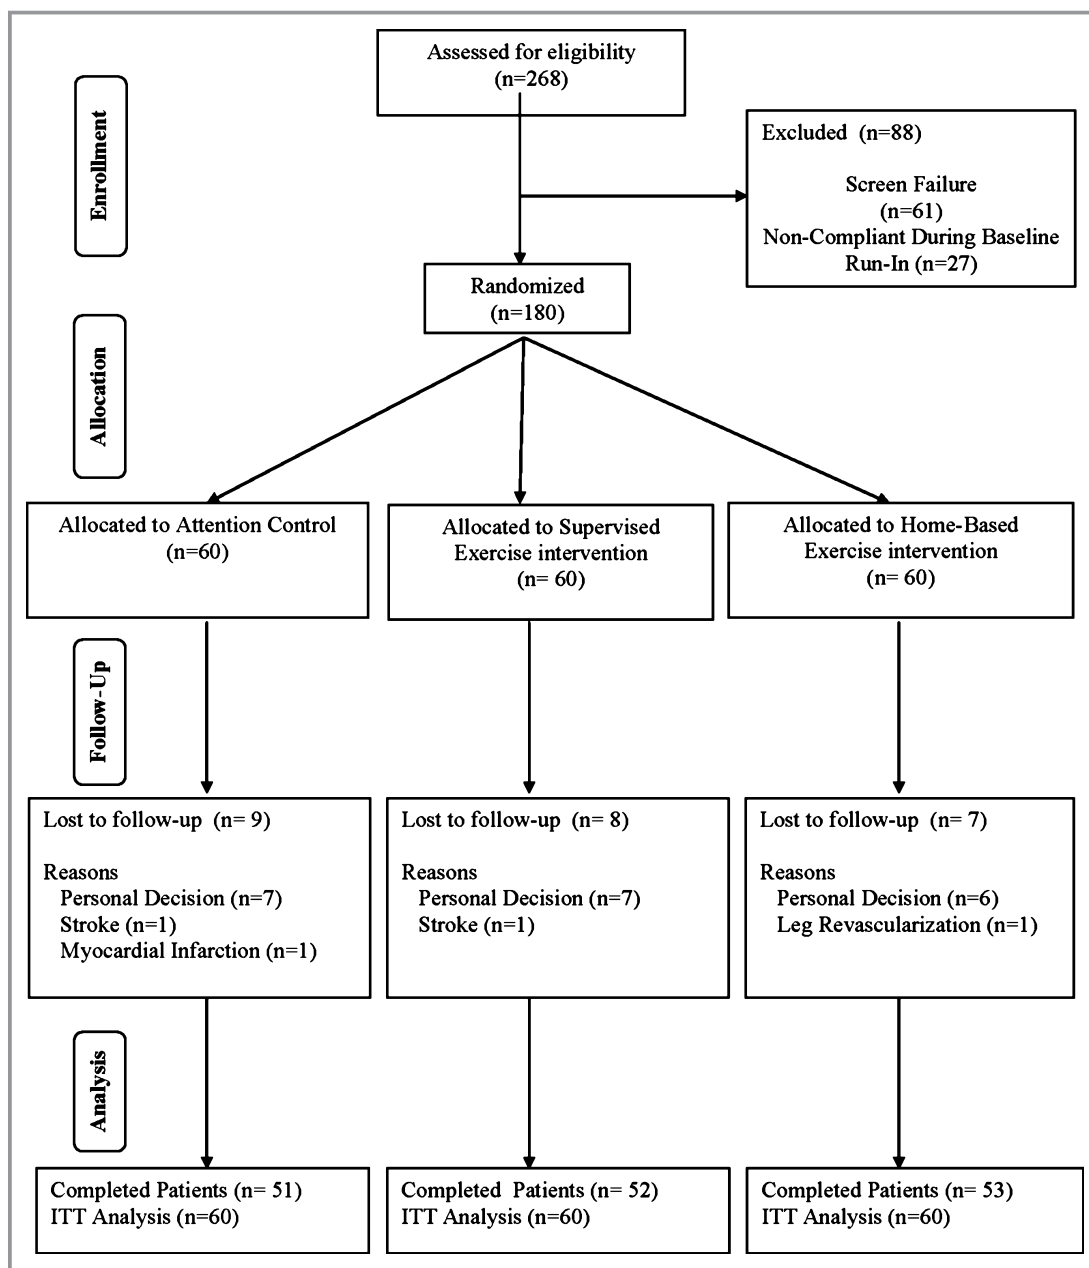 Assessed for eligibility
(n=268)
Enrollment
Excluded (n=88)
Screen Failure
(n=61)
Non-Compliant During Baseline
Run-In (n=27)
Randomized
(n=180)
Allocation
Allocated to Attention Control
(n=60)
Allocated to Supervised
Exercise intervention
(n= 60)
Allocated to Home-Based
Exercise intervention
(n= 60)
Follow-Up
Lost to follow-up (n= 9)
Reasons
Personal Decision (n=7)
Stroke (n=1)
Myocardial Infarction (n=1)
Lost to follow-up (n= 8)
Reasons
Personal Decision (n=7)
Stroke (n=1)
Lost to follow-up (n= 7)
Reasons
Personal Decision (n=6)
Leg Revascularization (n=1)
Analysis
Completed Patients (n= 51)
ITT Analysis (n=60)
Completed Patients (n= 52)
ITT Analysis (n=60)
Completed Patients (n= 53)
ITT Analysis (n=60)